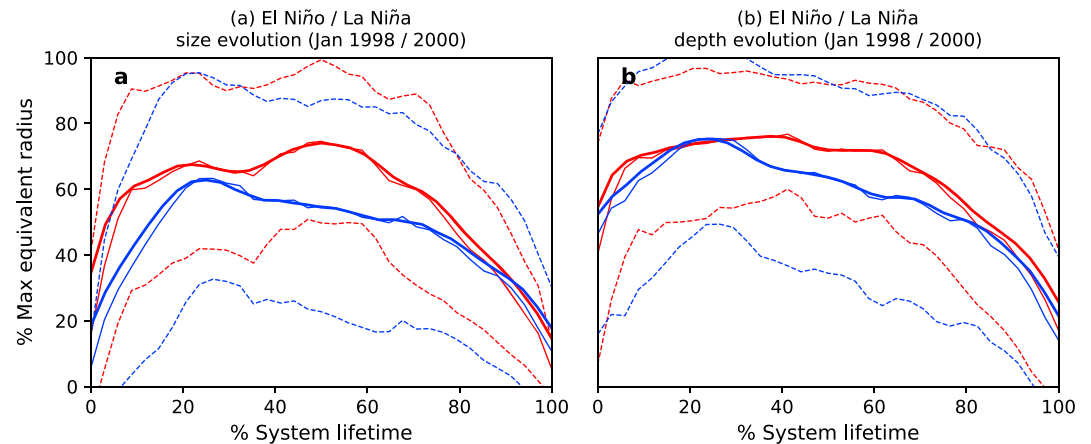 (a) El Niño / La Niña
size evolution (Jan 1998 / 2000)
(b) El Niño / La Niña
depth evolution (Jan 1998 / 2000)
a
b
% Max equivalent radius
100
80
60
40
20
0
0 20 40 60 80 100
0 20 40 60 80 100
% System lifetime
% System lifetime